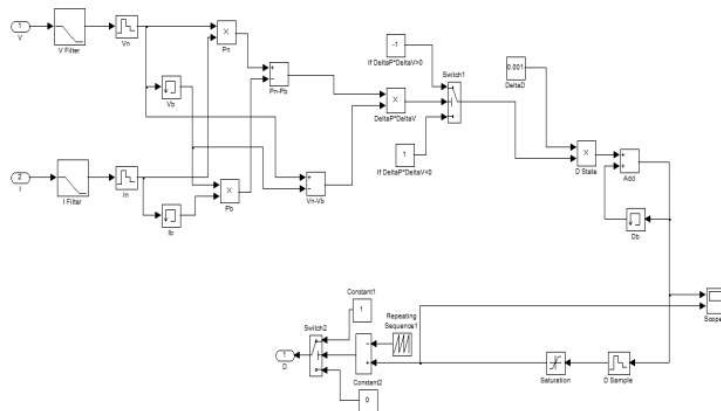 1
V
V Filter
Vn
X
Pn
-1
If DeltaP*DeltaV>0
0.001
DeltaD
Switch1
+
-
Pn-Pb
Vb
X
DeltaP*DeltaV
1
If DeltaP*DeltaV<0
X
D State
+
+
Add
2
I
I Filter
In
X
Pb
+
-
Vn-Vb
Ib
Db
Constant1
1
Repeating
Sequence1
Scope
Switch2
1
D
-
+
Constant2
0
Saturation
D Sample